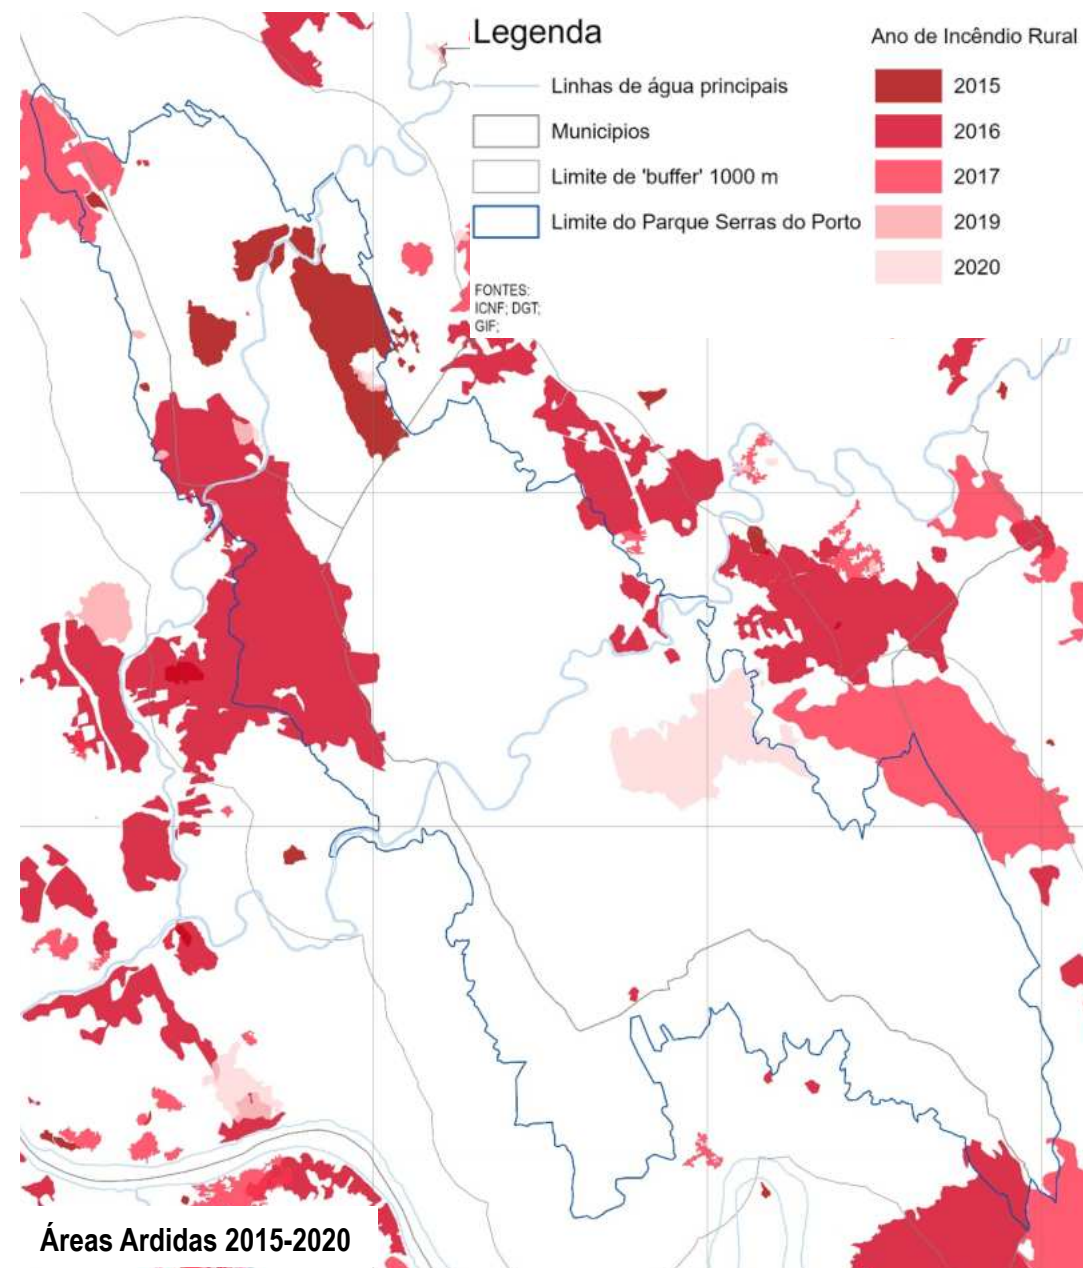 Legenda
Linhas de água principais
Municipios
Limite de 'buffer' 1000 m
Limite do Parque Serras do Porto
FONTES:
ICNF; DGT;
GIF;
Ano de Incêndio Rural
2015
2016
2017
2019
2020
Áreas Ardidas 2015-2020